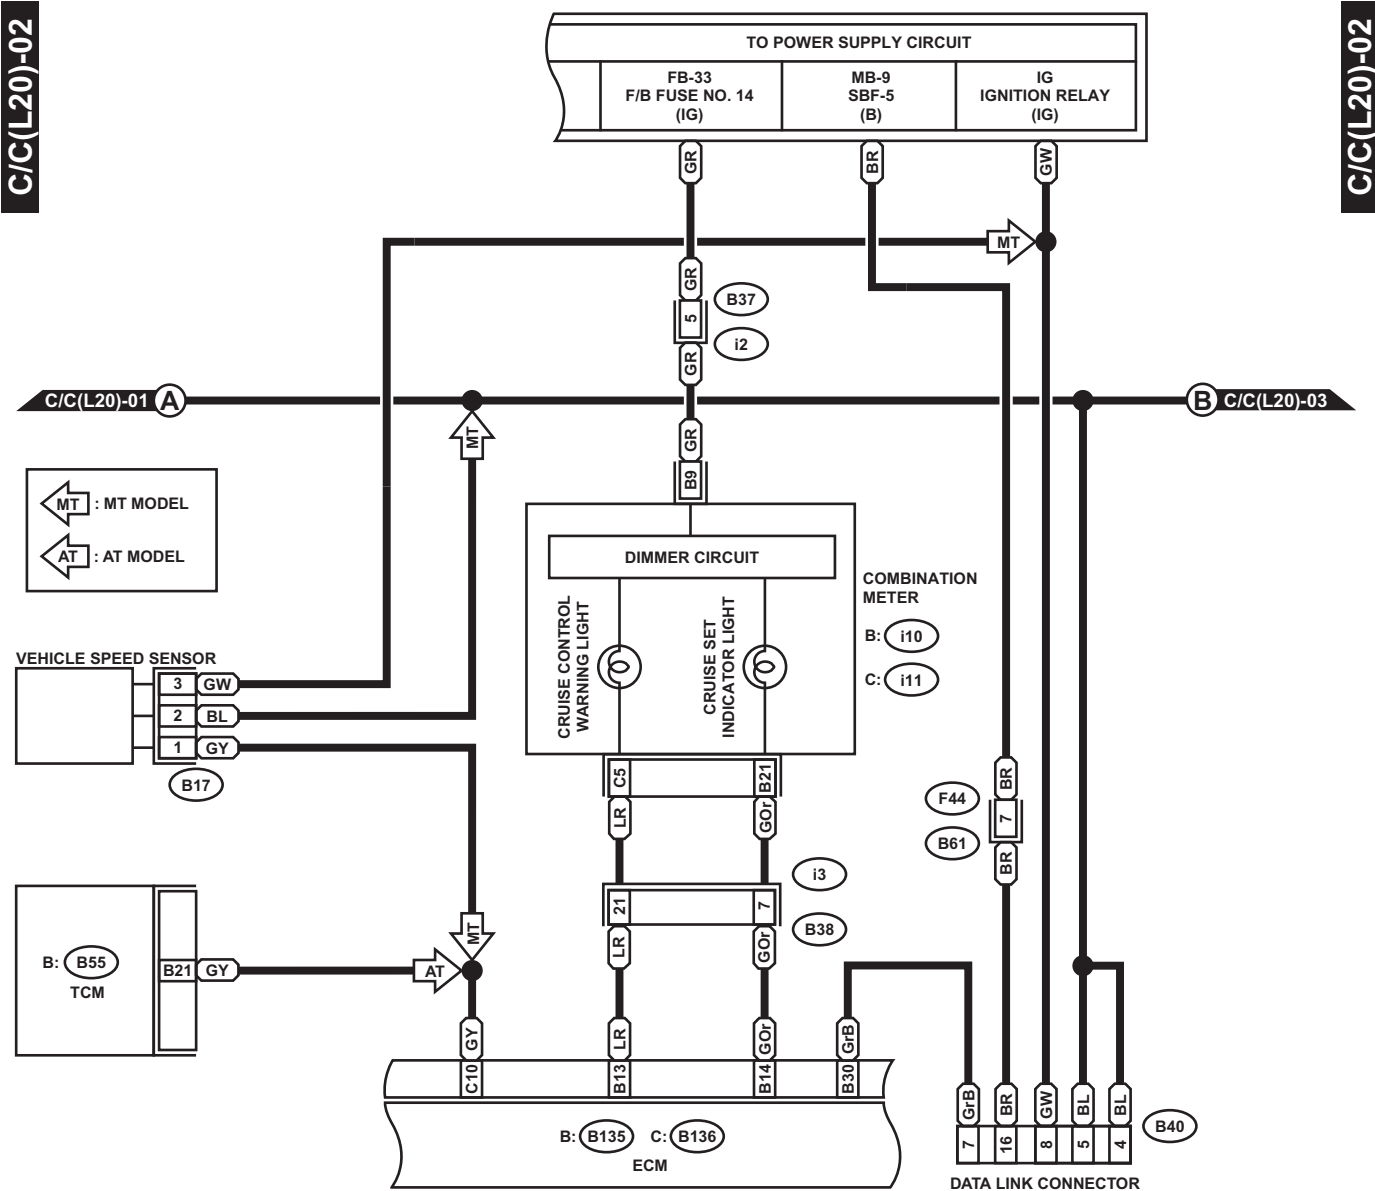 C/C(L20)-02
C/C(L20)-02
TO POWER SUPPLY CIRCUIT
FB-33
F/B FUSE NO. 14
(IG)
MB-9
SBF-5
(B)
IG
IGNITION RELAY
(IG)
GR
BR
GW
MT
GR
5
B37
i2
GR
C/C(L20)-01
A
B
C/C(L20)-03
MT
GR
B9
MT : MT MODEL
AT : AT MODEL
DIMMER CIRCUIT
CRUISE CONTROL
WARNING LIGHT
CRUISE SET
INDICATOR LIGHT
COMBINATION
METER
B: i10
C: i11
VEHICLE SPEED SENSOR
3 GW
2 BL
1 GY
B17
C5
B21
LR
GOr
BR
F44
7
B61
BR
i3
21
7
B38
LR
GOr
B: B55
TCM
B21 GY
AT
MT
GY
LR
GOr
GrB
C10
B13
B14
B30
B: B135 C: B136
ECM
GrB
BR
GW
BL
BL
7
16
8
5
4
B40
DATA LINK CONNECTOR